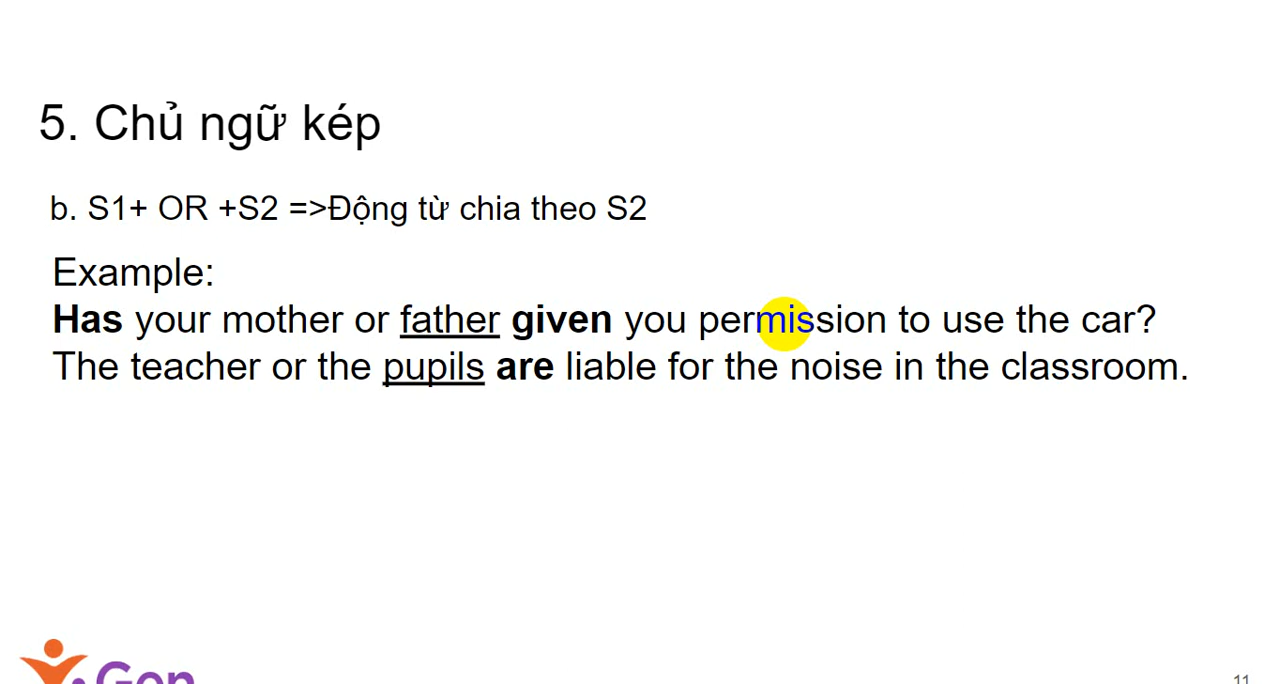 5. Chủ ngữ kép
b. S1+ OR +S2 =>Động từ chia theo S2
Example:
Has your mother or father given you permission to use the car?
The teacher or the pupils are liable for the noise in the classroom.
Gen
11